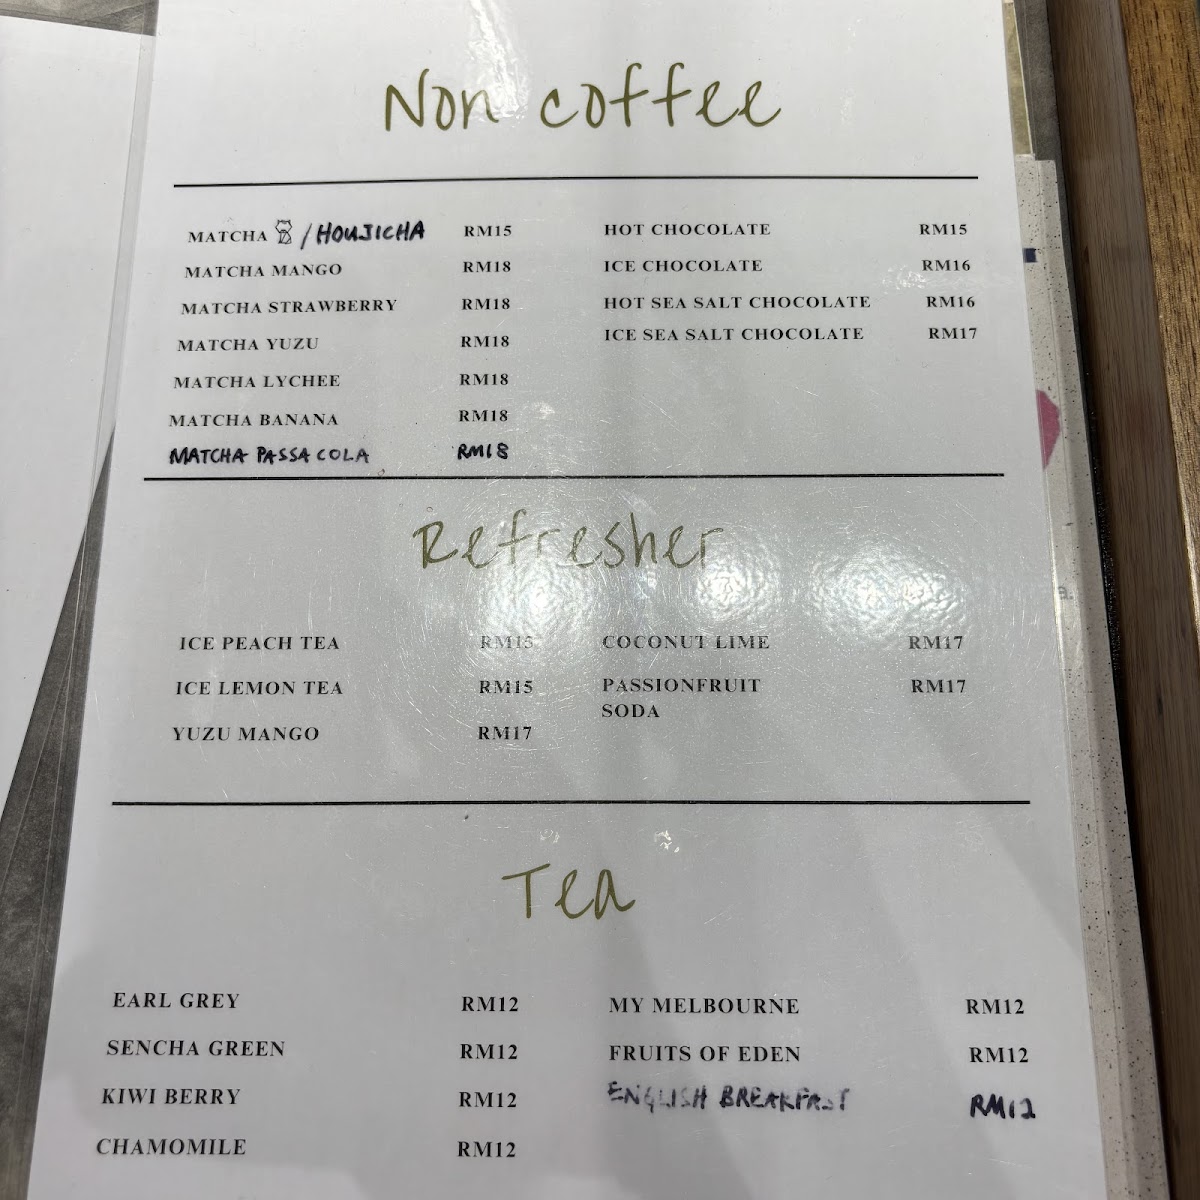 Non coffee
MATCHA / HOUJICHA RM15
MATCHA MANGO RM18
MATCHA STRAWBERRY RM18
MATCHA YUZU RM18
MATCHA LYCHEE RM18
MATCHA BANANA RM18
MATCHA PASSA COLA RM18
HOT CHOCOLATE RM15
ICE CHOCOLATE RM16
HOT SEA SALT CHOCOLATE RM16
ICE SEA SALT CHOCOLATE RM17
Refresher
ICE PEACH TEA RM15
ICE LEMON TEA RM15
YUZU MANGO RM17
COCONUT LIME RM17
PASSIONFRUIT RM17
SODA
Tea
EARL GREY RM12
SENCHA GREEN RM12
KIWI BERRY RM12
CHAMOMILE RM12
MY MELBOURNE RM12
FRUITS OF EDEN RM12
ENGLISH BREAKFAST RM12